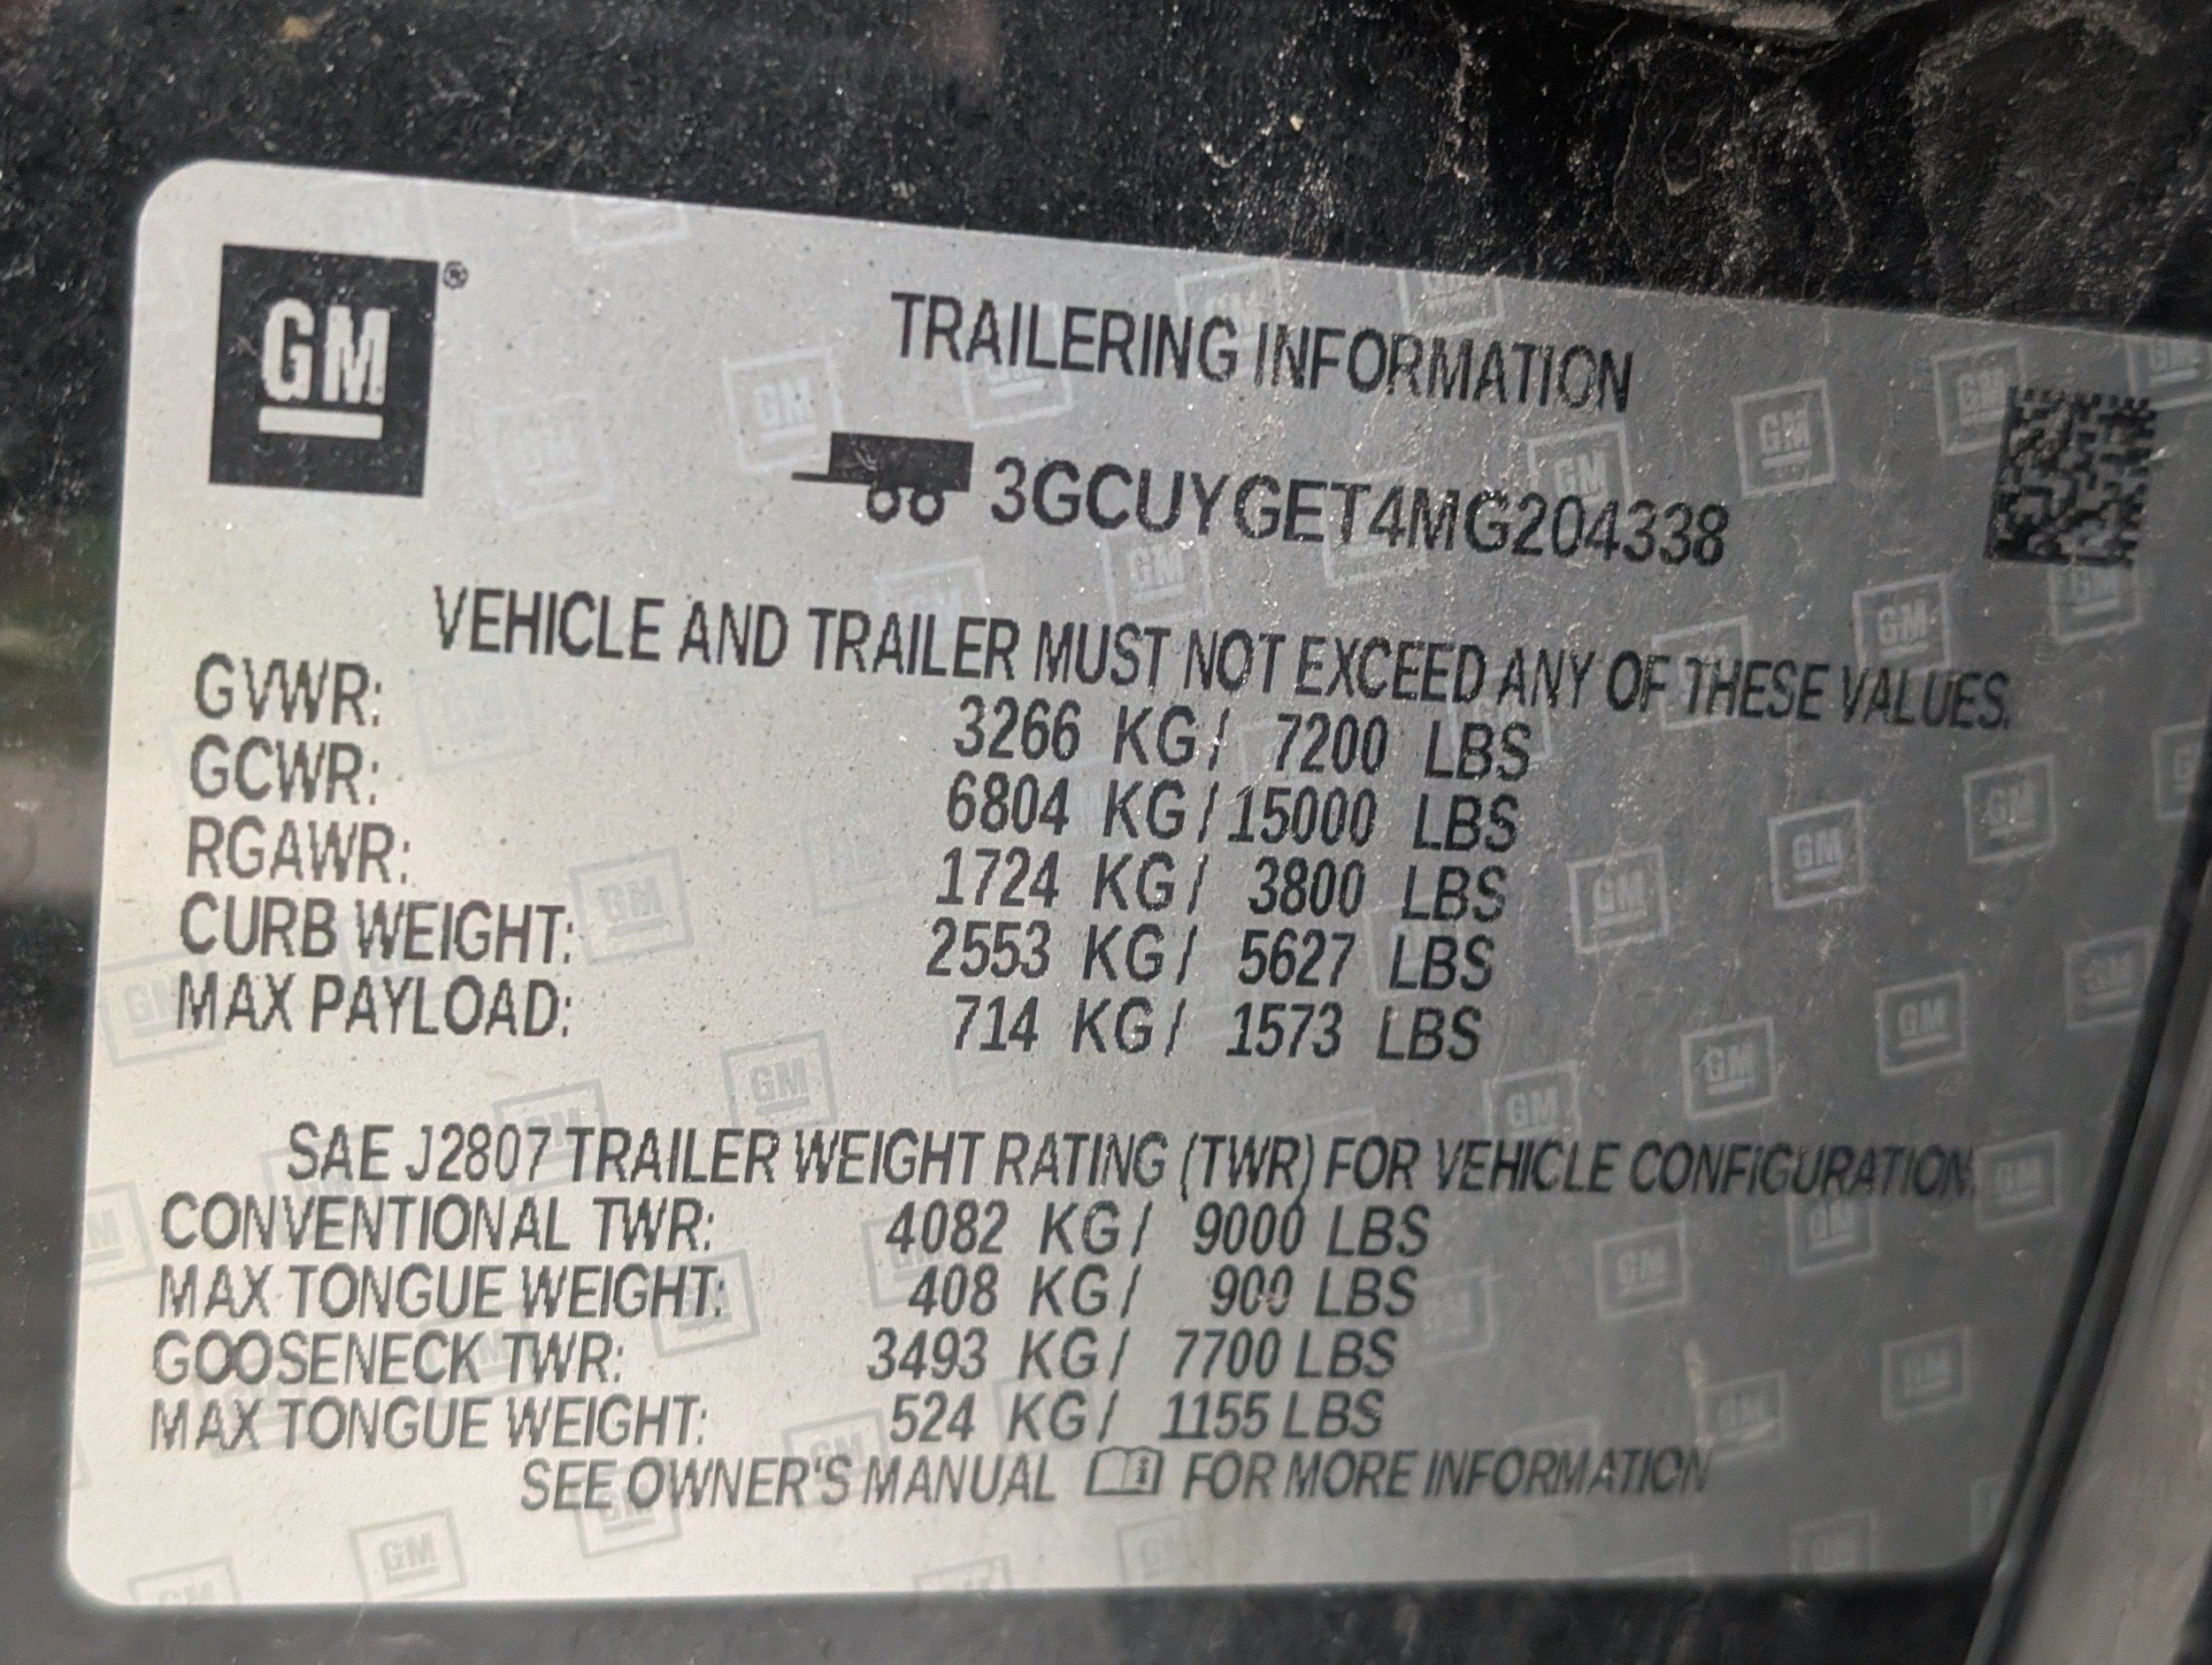 GM®
TRAILERING INFORMATION
3GCUYGET4MG204338
VEHICLE AND TRAILER MUST NOT EXCEED ANY OF THESE VALUES.
GVWR: 3266 KG/ 7200 LBS
GCWR: 6804 KG/15000 LBS
RGAWR: 1724 KG/ 3800 LBS
CURB WEIGHT: 2553 KG/ 5627 LBS
MAX PAYLOAD: 714 KG/ 1573 LBS
SAE J2807 TRAILER WEIGHT RATING (TWR) FOR VEHICLE CONFIGURATION.
CONVENTIONAL TWR: 4082 KG/ 9000 LBS
MAX TONGUE WEIGHT: 408 KG/ 900 LBS
GOOSENECK TWR: 3493 KG/ 7700 LBS
MAX TONGUE WEIGHT: 524 KG/ 1155 LBS
SEE OWNER'S MANUAL FOR MORE INFORMATION